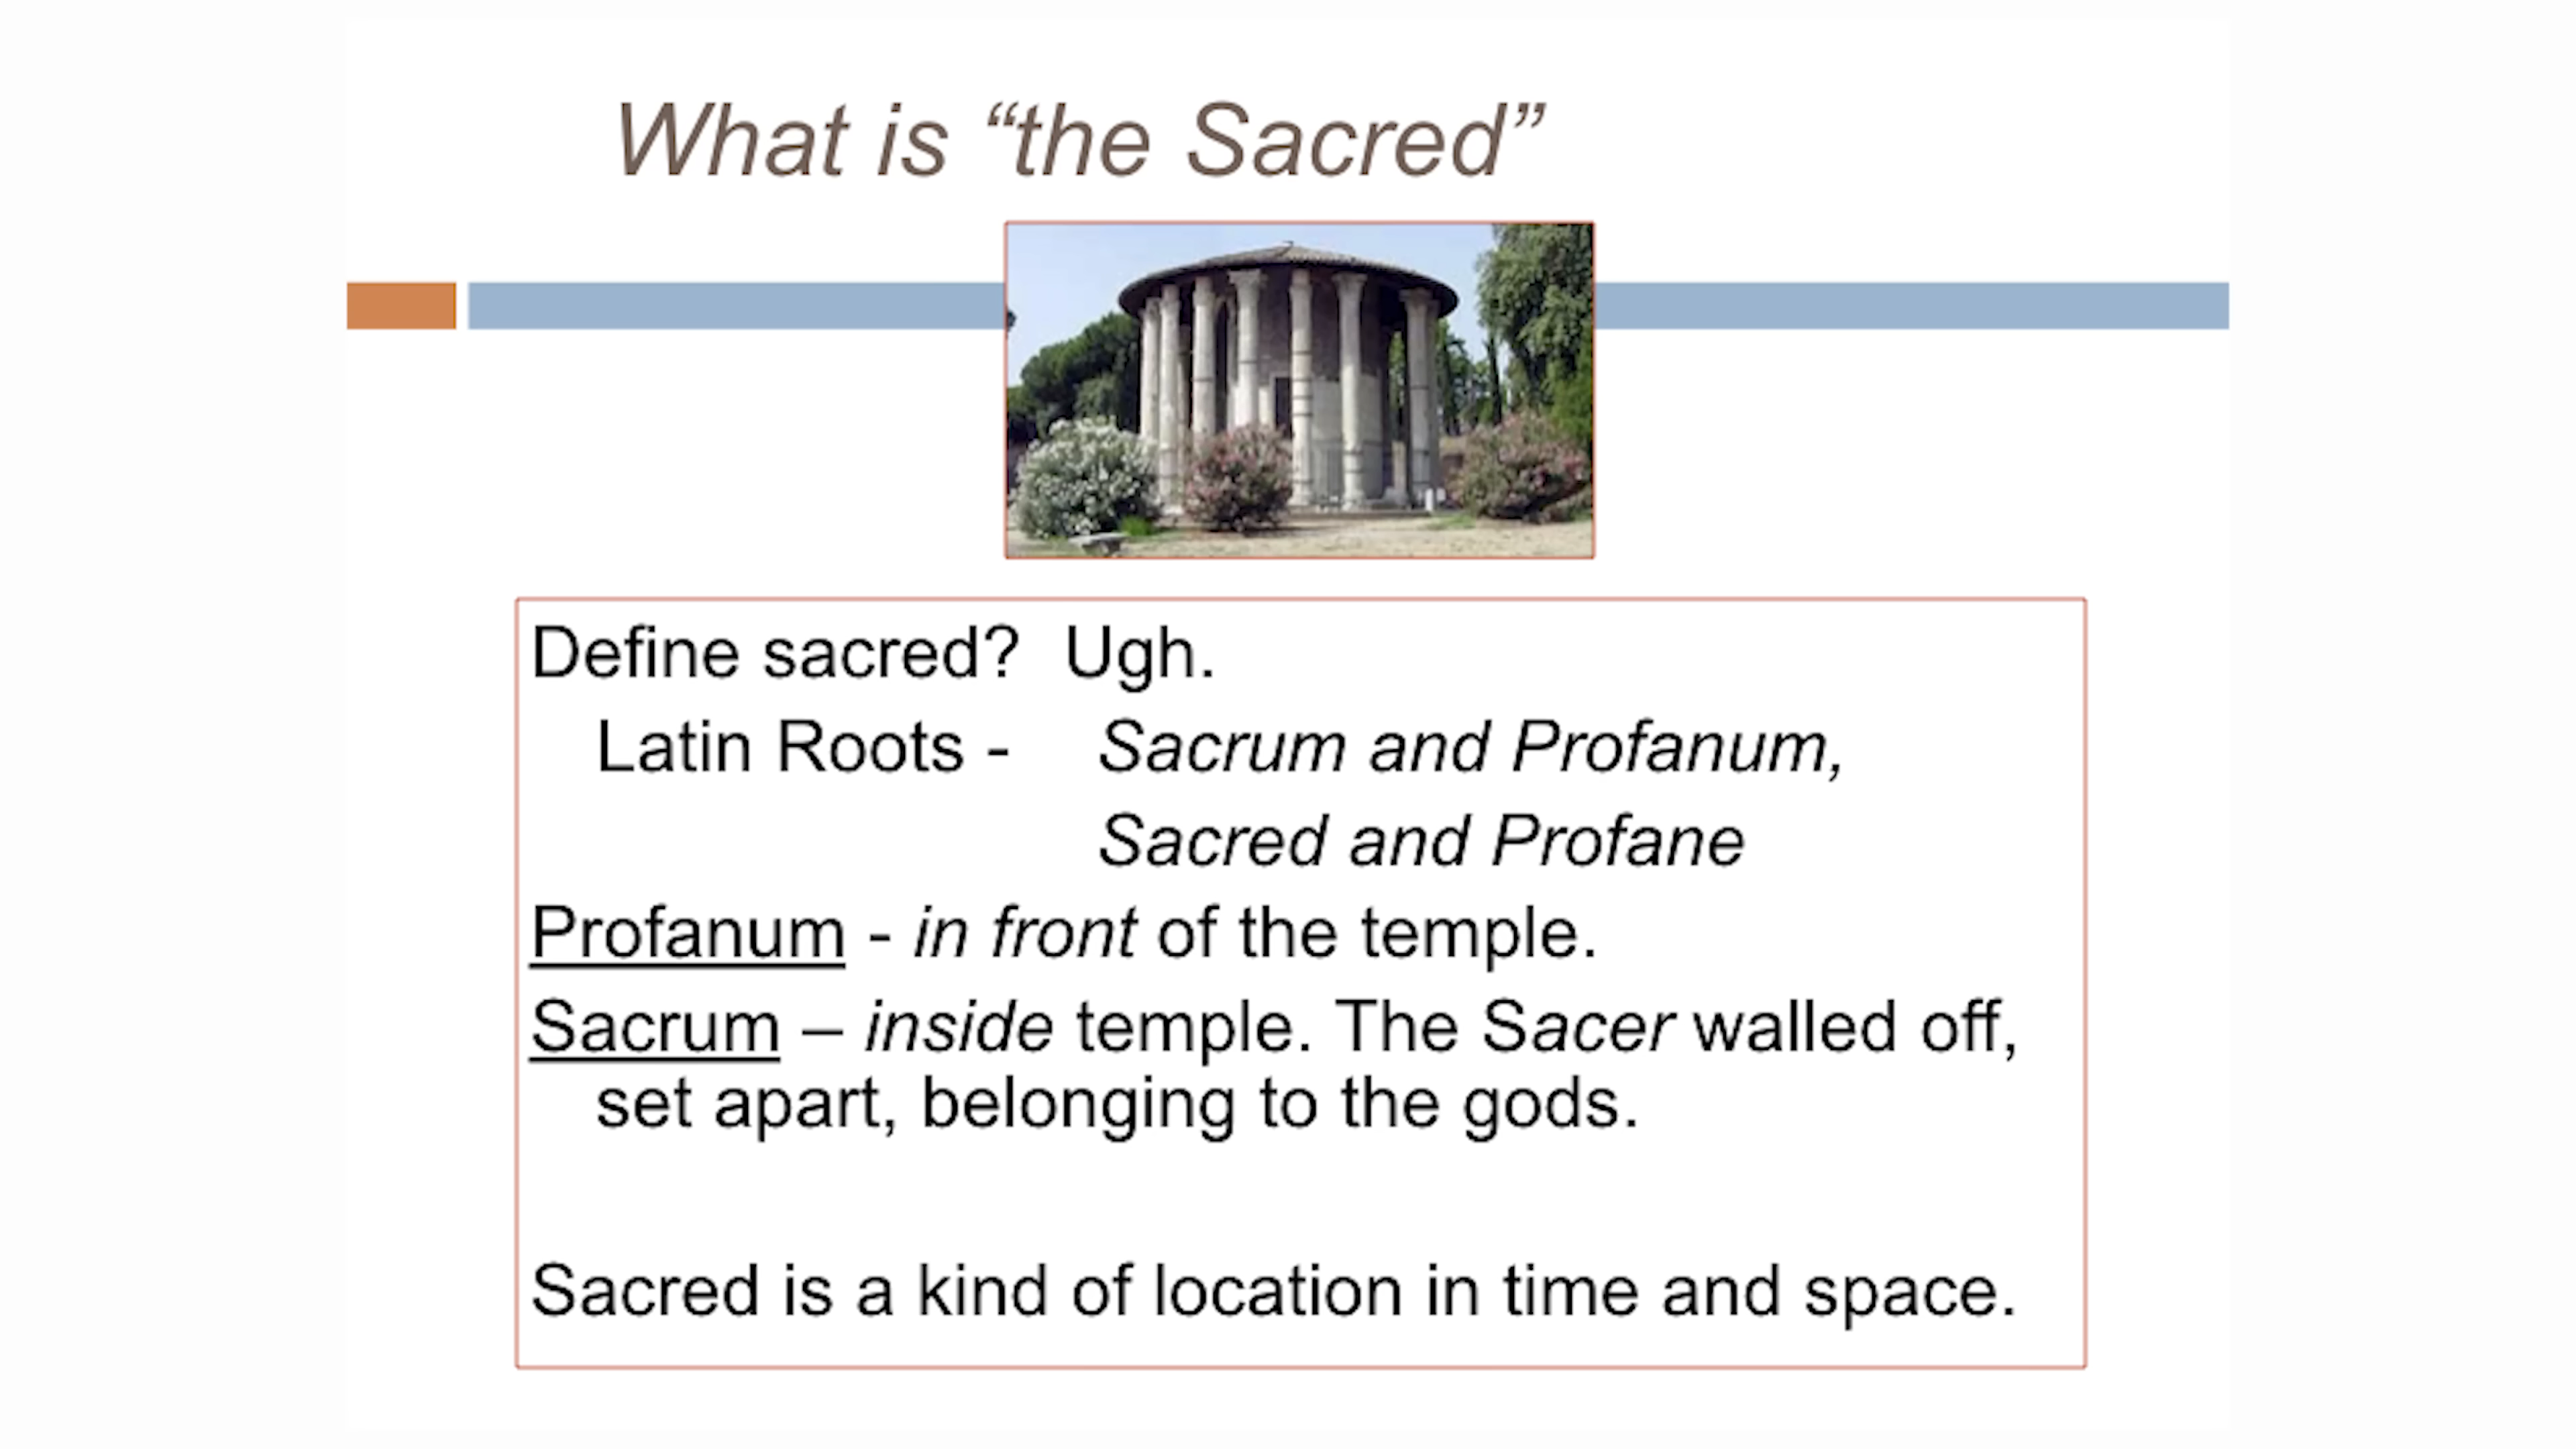 What is “the Sacred”
Define sacred?  Ugh.
Latin Roots -    Sacrum and Profanum,
Sacred and Profane
Profanum - in front of the temple.
Sacrum – inside temple. The Sacer walled off,
set apart, belonging to the gods.
Sacred is a kind of location in time and space.